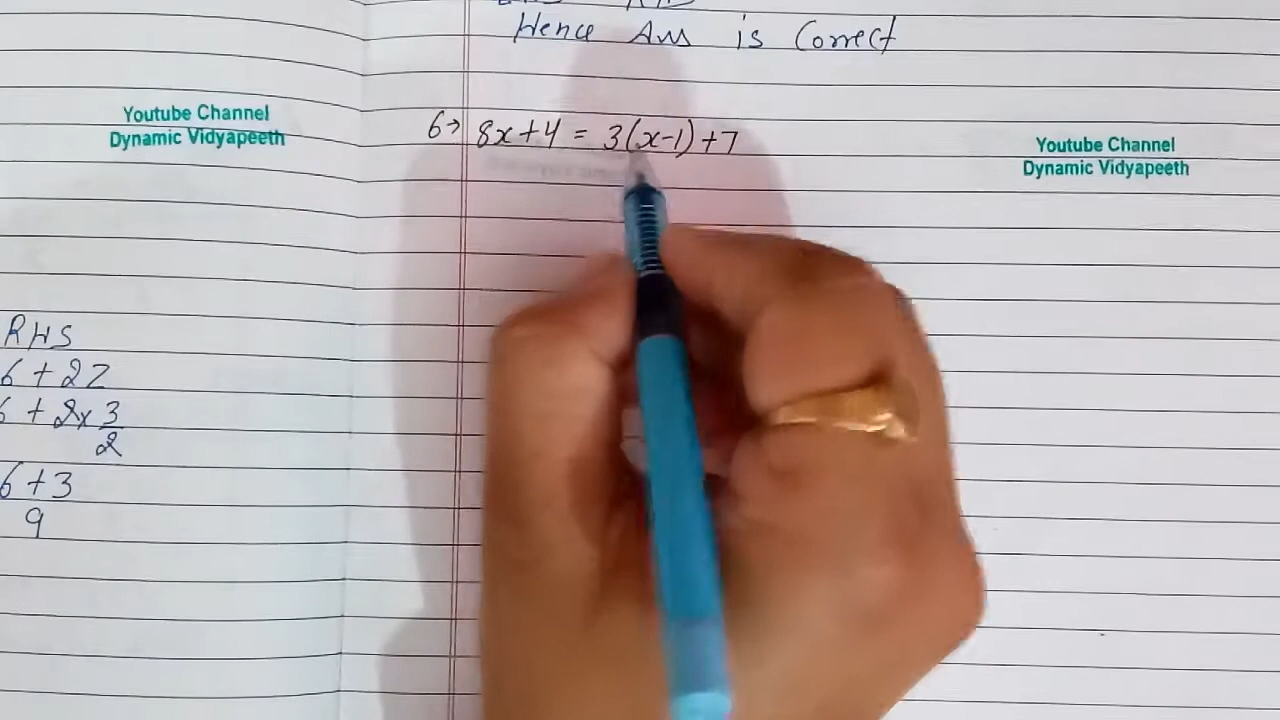 Hence Ans is Correct
Youtube Channel
Dynamic Vidyapeeth
6> 8x+4 = 3(x-1)+7
Youtube Channel
Dynamic Vidyapeeth
RHS
6 + 2z
6 + 2x 3
2
6 + 3
9